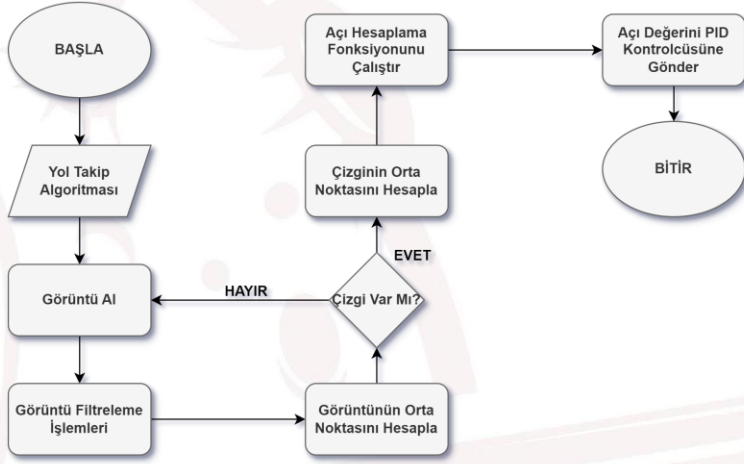 BAŞLA
Yol Takip
Algoritması
Görüntü Al
Görüntü Filtreleme
İşlemleri
Görüntünün Orta
Noktasını Hesapla
Çizgi Var Mı?
HAYIR
EVET
Çizginin Orta
Noktasını Hesapla
Açı Hesaplama
Fonksiyonunu
Çalıştır
Açı Değerini PID
Kontrolcüsüne
Gönder
BİTİR